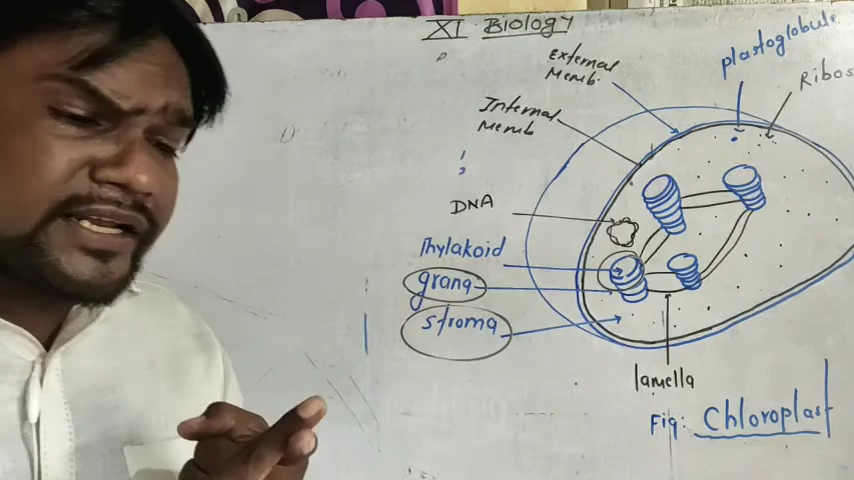 XI Biology
External
Memb.
plastoglobule
Ribos
Internal
Memb
DNA
Thylakoid
grana
stroma
lamella
Fig: Chloroplast